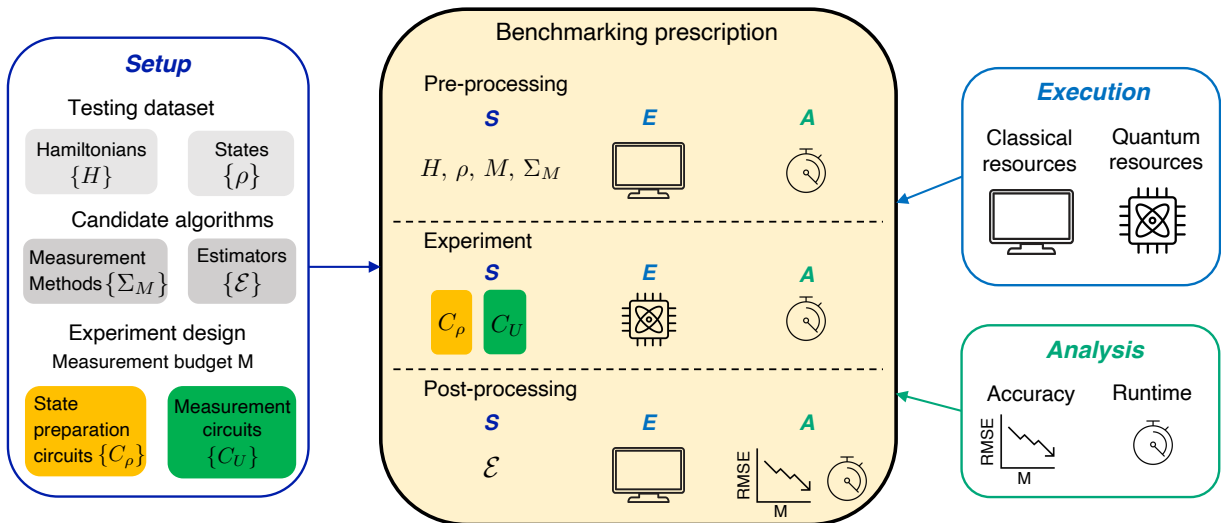 Setup
Testing dataset
Hamiltonians
{H}
States
{ρ}
Candidate algorithms
Measurement
Methods {Σ_M}
Estimators
{ℰ}
Experiment design
Measurement budget M
State
preparation
circuits {C_ρ}
Measurement
circuits
{C_U}
Benchmarking prescription
Pre-processing
S E A
H, ρ, M, Σ_M
Experiment
S E A
C_ρ C_U
Post-processing
S E A
ℰ
RMSE
M
Execution
Classical
resources
Quantum
resources
Analysis
Accuracy Runtime
RMSE
M